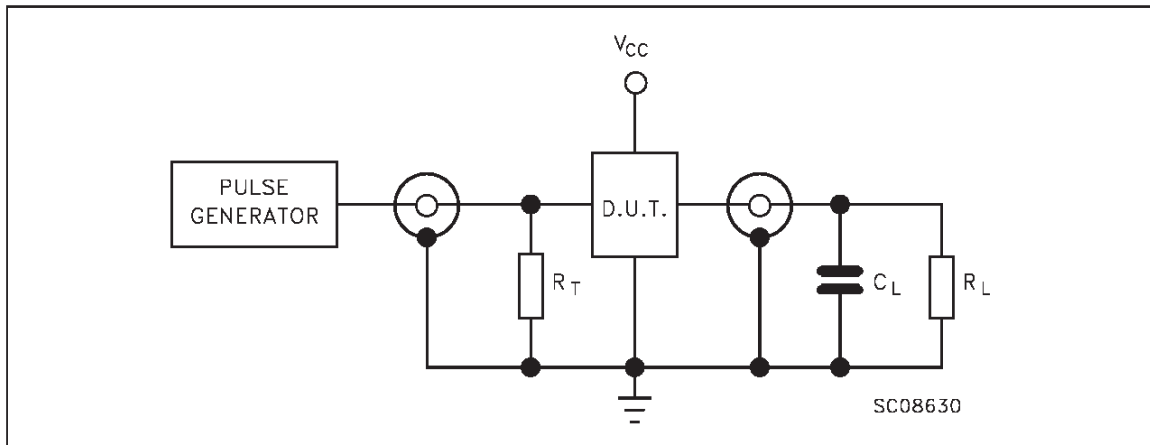 VCC
PULSE
GENERATOR
D.U.T.
RT
CL
RL
SC08630